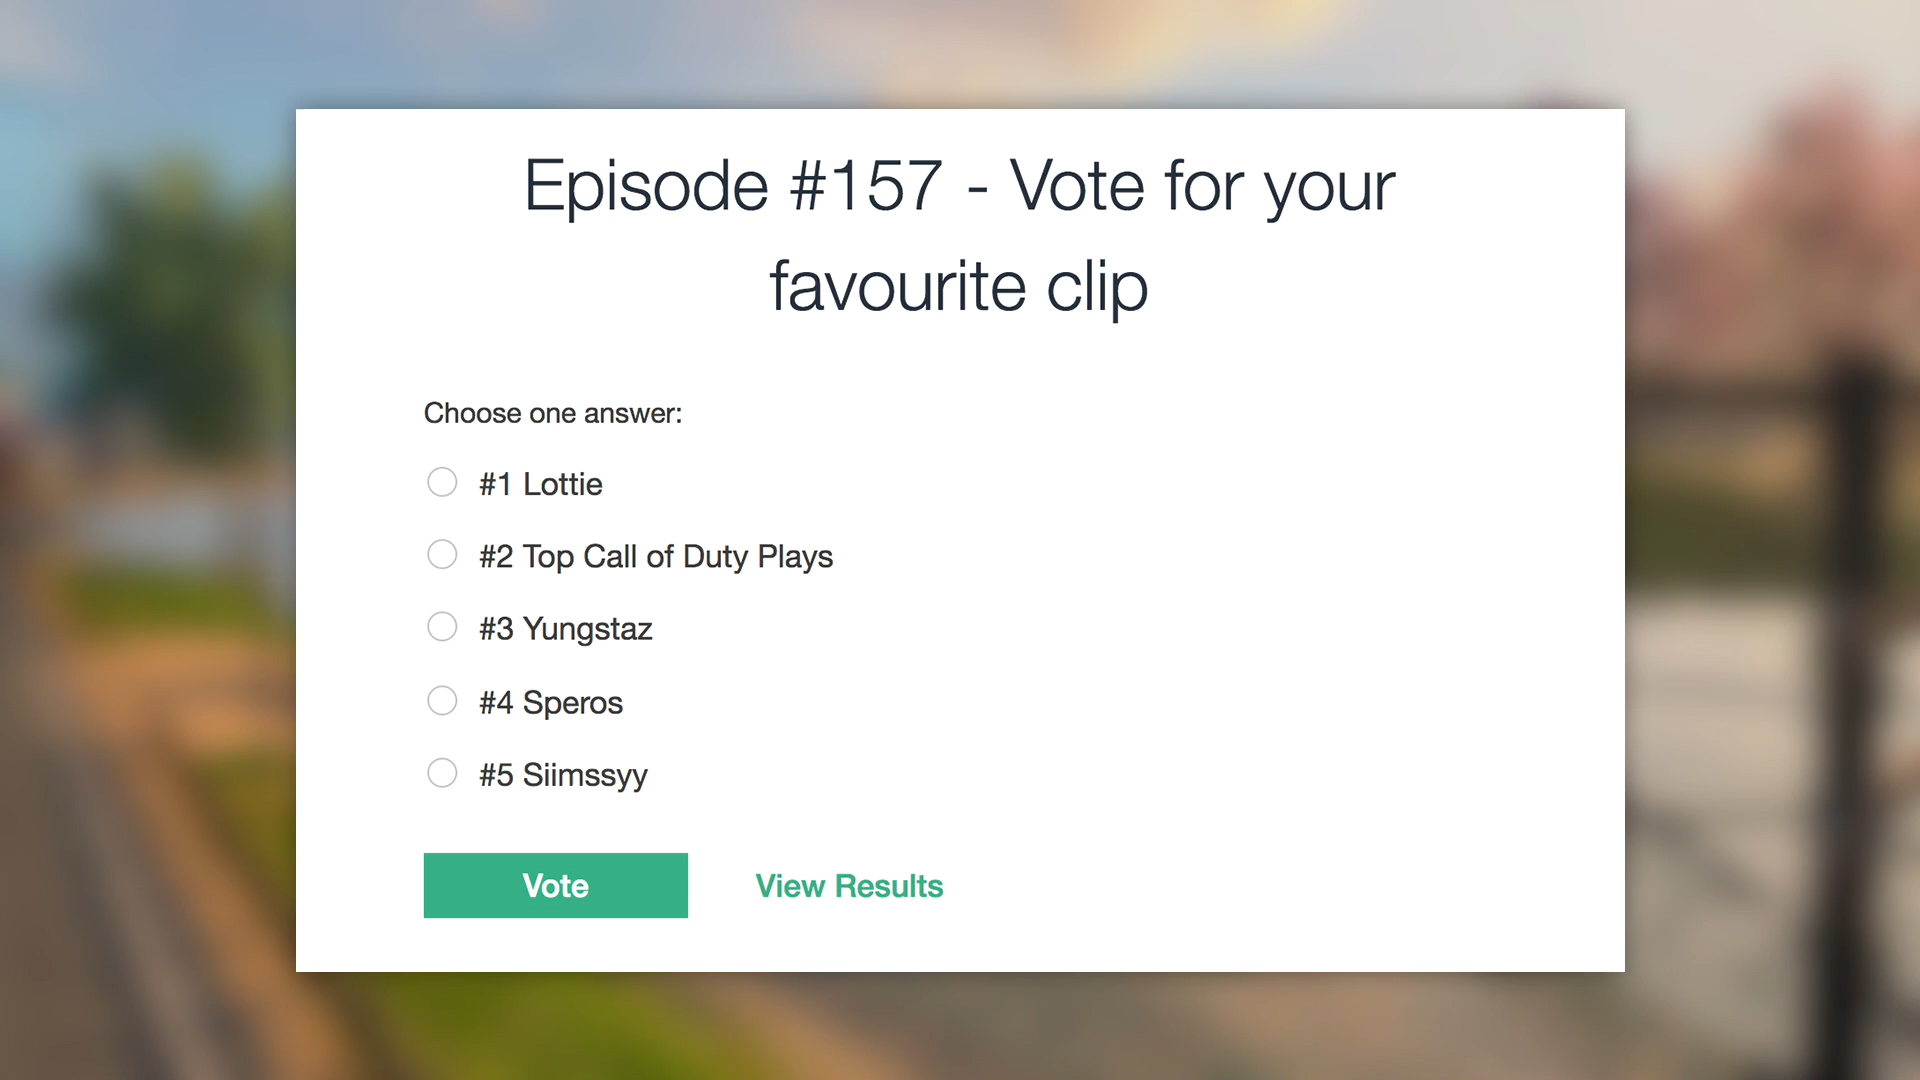 Episode #157 - Vote for your
favourite clip
Choose one answer:
#1 Lottie
#2 Top Call of Duty Plays
#3 Yungstaz
#4 Speros
#5 Siimssyy
Vote
View Results